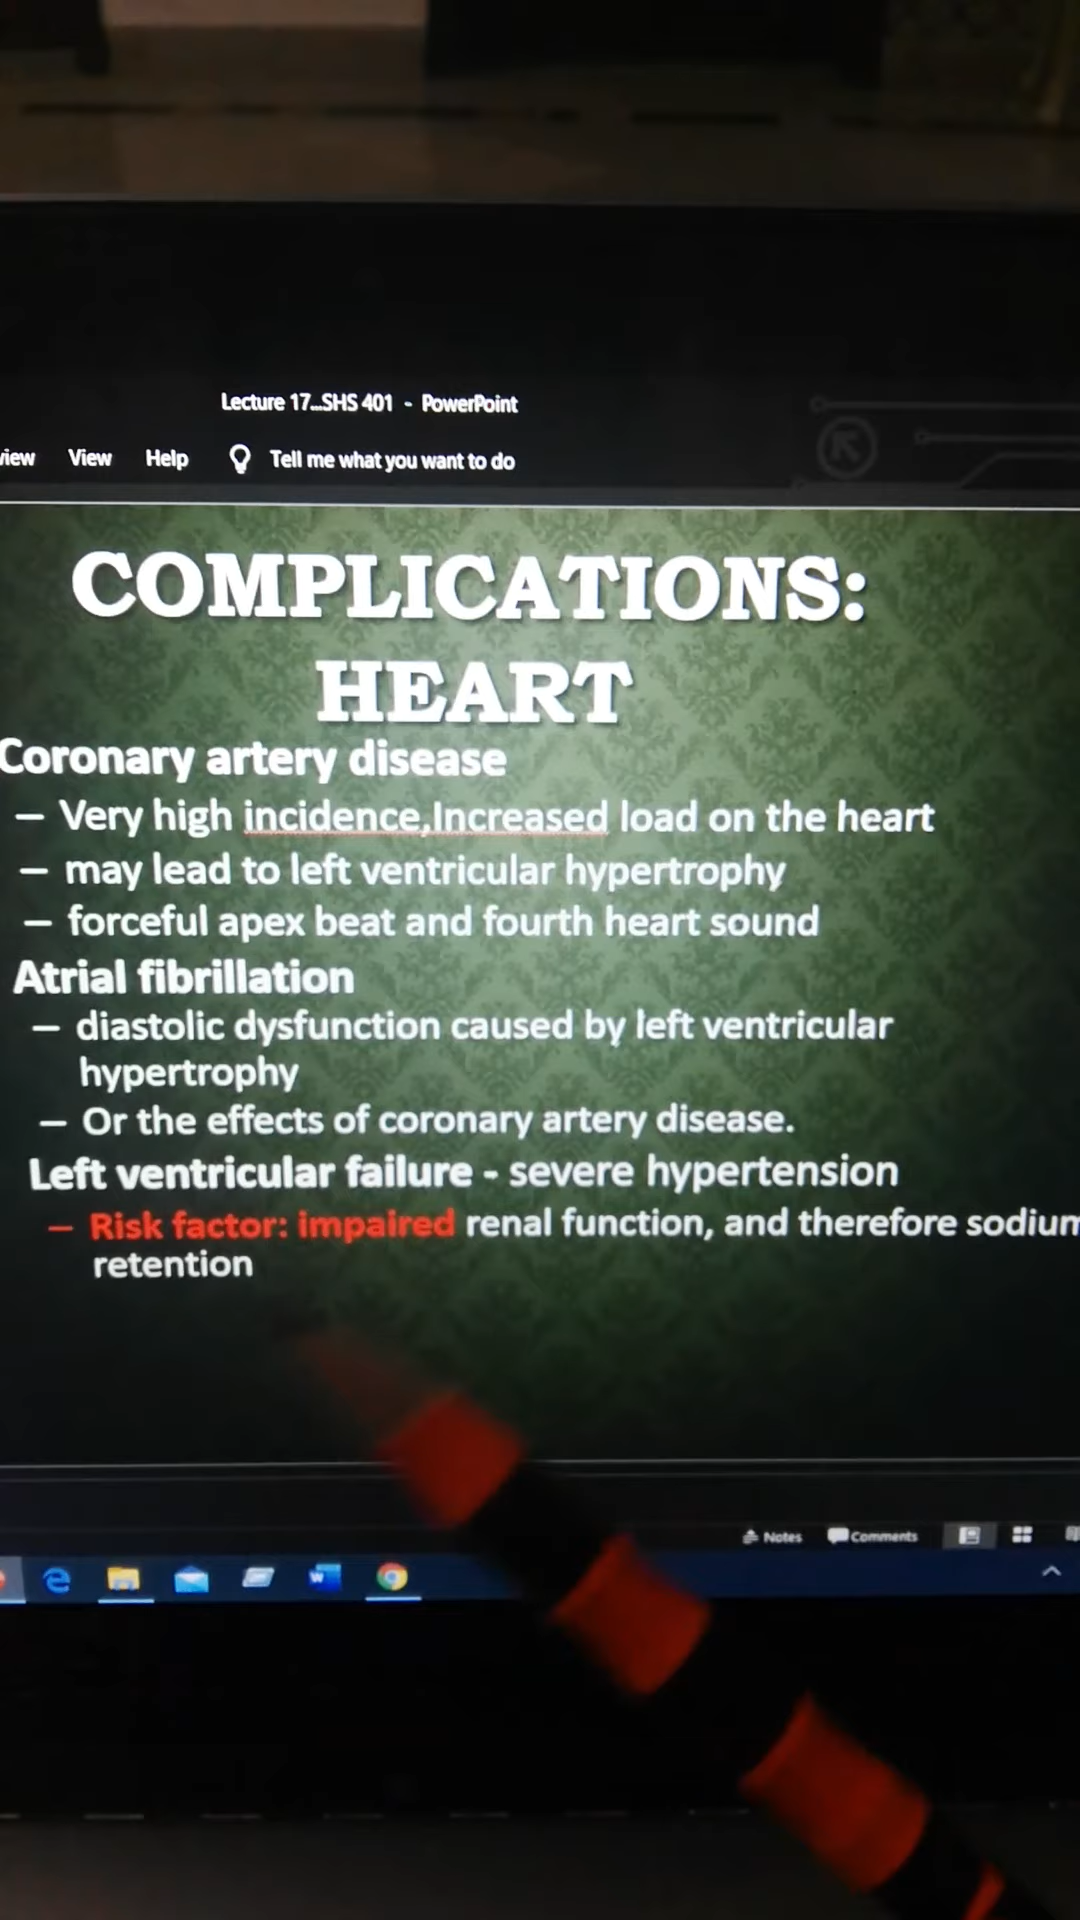 Lecture 17...SHS 401 - PowerPoint
View Help Tell me what you want to do
COMPLICATIONS:
HEART
Coronary artery disease
– Very high incidence,Increased load on the heart
– may lead to left ventricular hypertrophy
– forceful apex beat and fourth heart sound
Atrial fibrillation
– diastolic dysfunction caused by left ventricular
hypertrophy
– Or the effects of coronary artery disease.
Left ventricular failure - severe hypertension
– Risk factor: impaired renal function, and therefore sodium
retention
Notes Comments